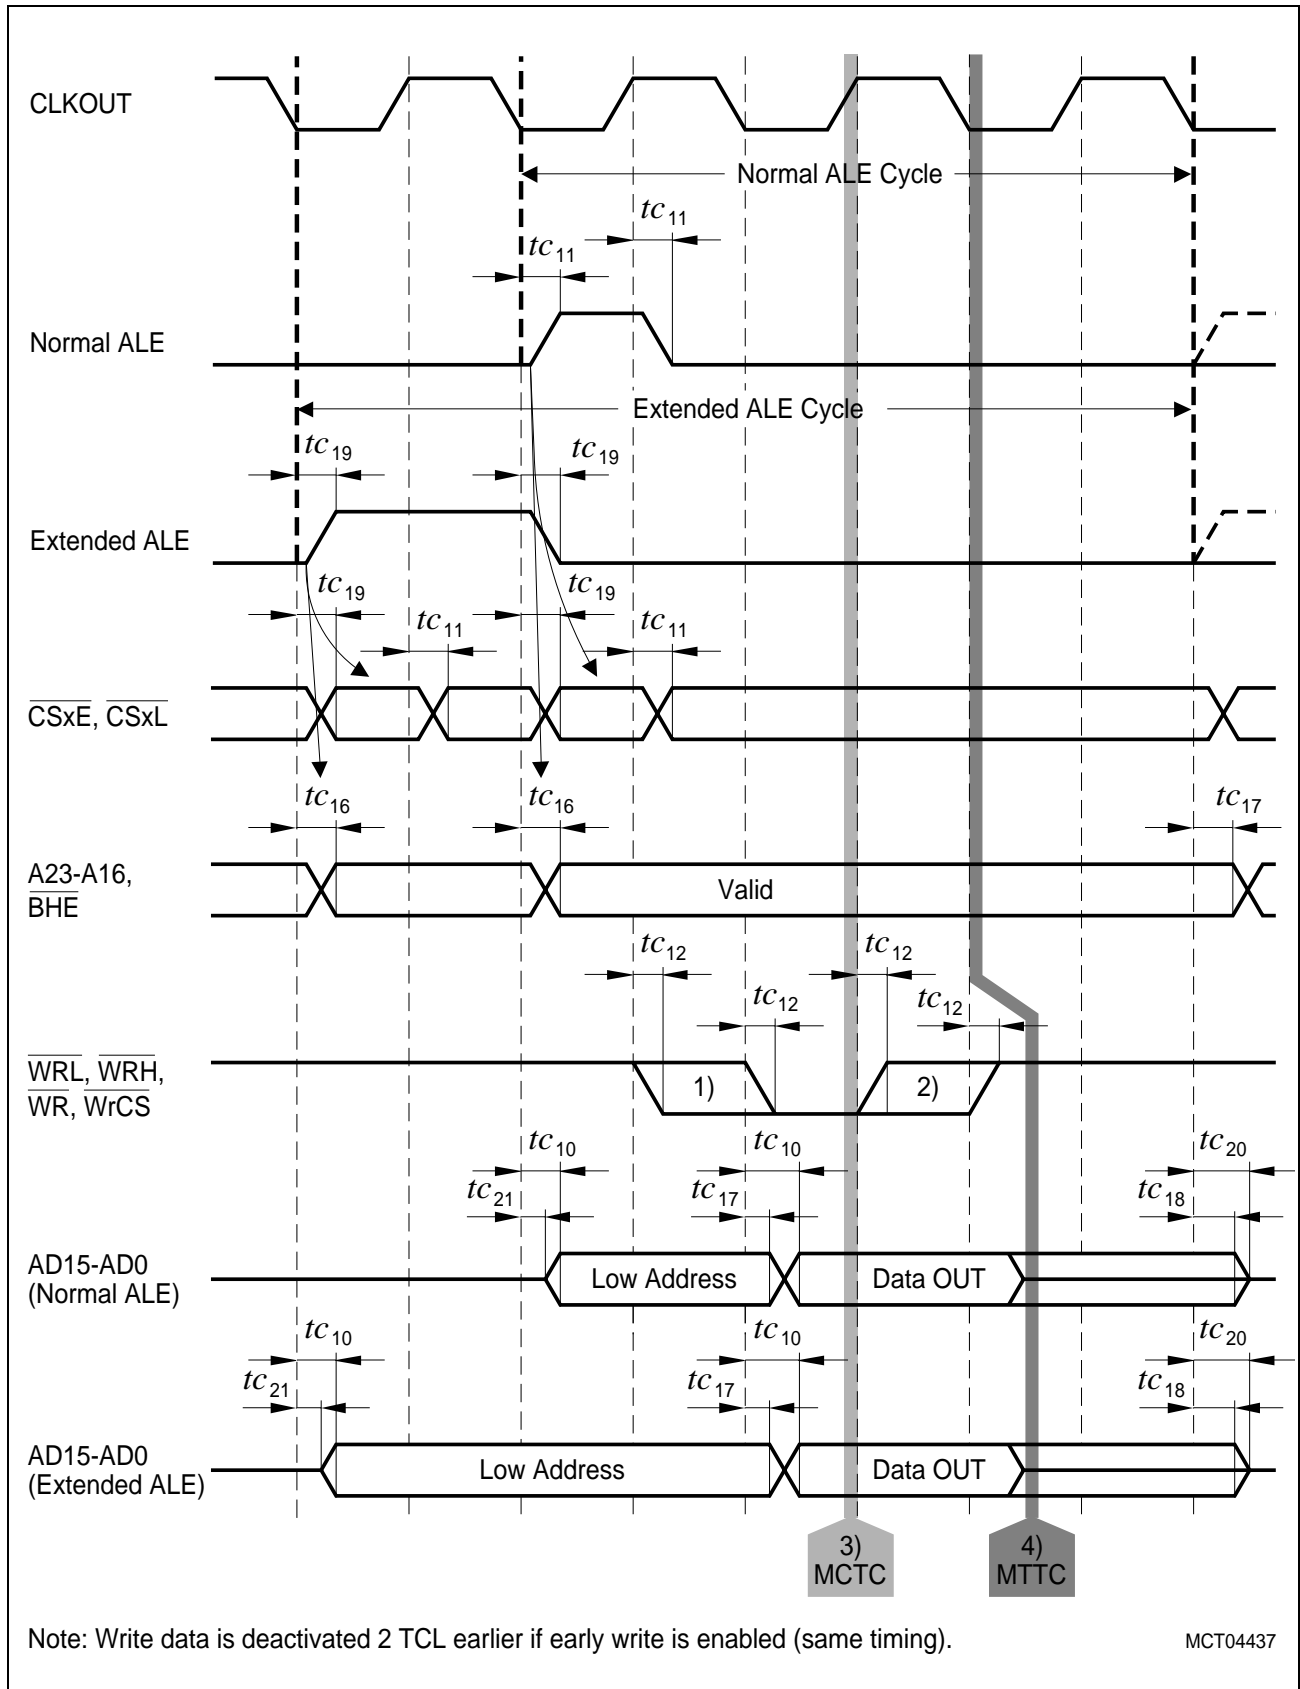 CLKOUT
Normal ALE Cycle
tc11
tc11
Normal ALE
Extended ALE Cycle
tc19
tc19
Extended ALE
tc19
tc19
tc11
tc11
CSxE, CSxL
tc16
tc16
tc17
A23-A16,
BHE
Valid
tc12
tc12
tc12
tc12
WRL, WRH,
WR, WrCS
1)
2)
tc10
tc10
tc20
tc21
tc17
tc18
AD15-AD0
(Normal ALE)
Low Address
Data OUT
tc10
tc10
tc20
tc21
tc17
tc18
AD15-AD0
(Extended ALE)
Low Address
Data OUT
3)
MCTC
4)
MTTC
Note: Write data is deactivated 2 TCL earlier if early write is enabled (same timing).
MCT04437